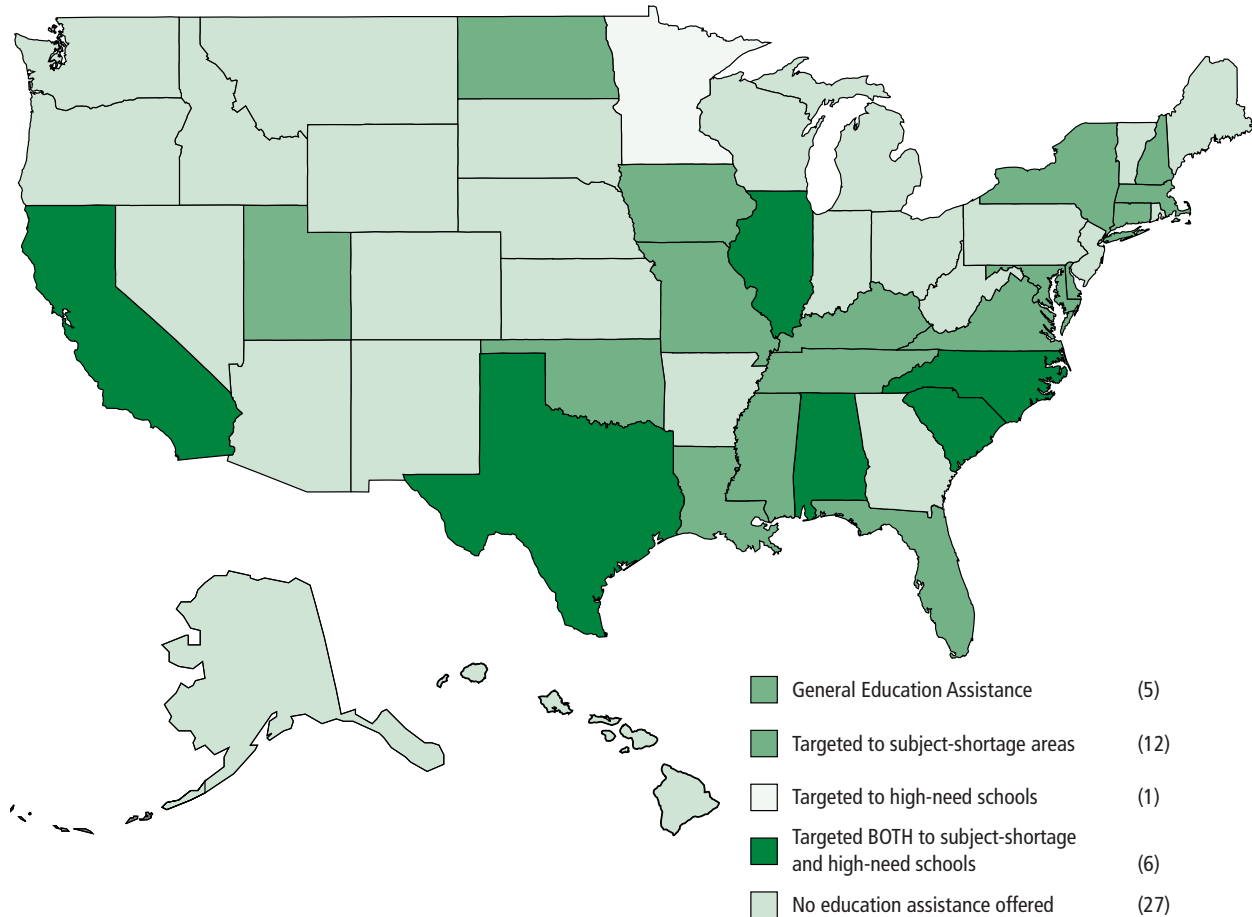 General Education Assistance (5)
Targeted to subject-shortage areas (12)
Targeted to high-need schools (1)
Targeted BOTH to subject-shortage
and high-need schools (6)
No education assistance offered (27)